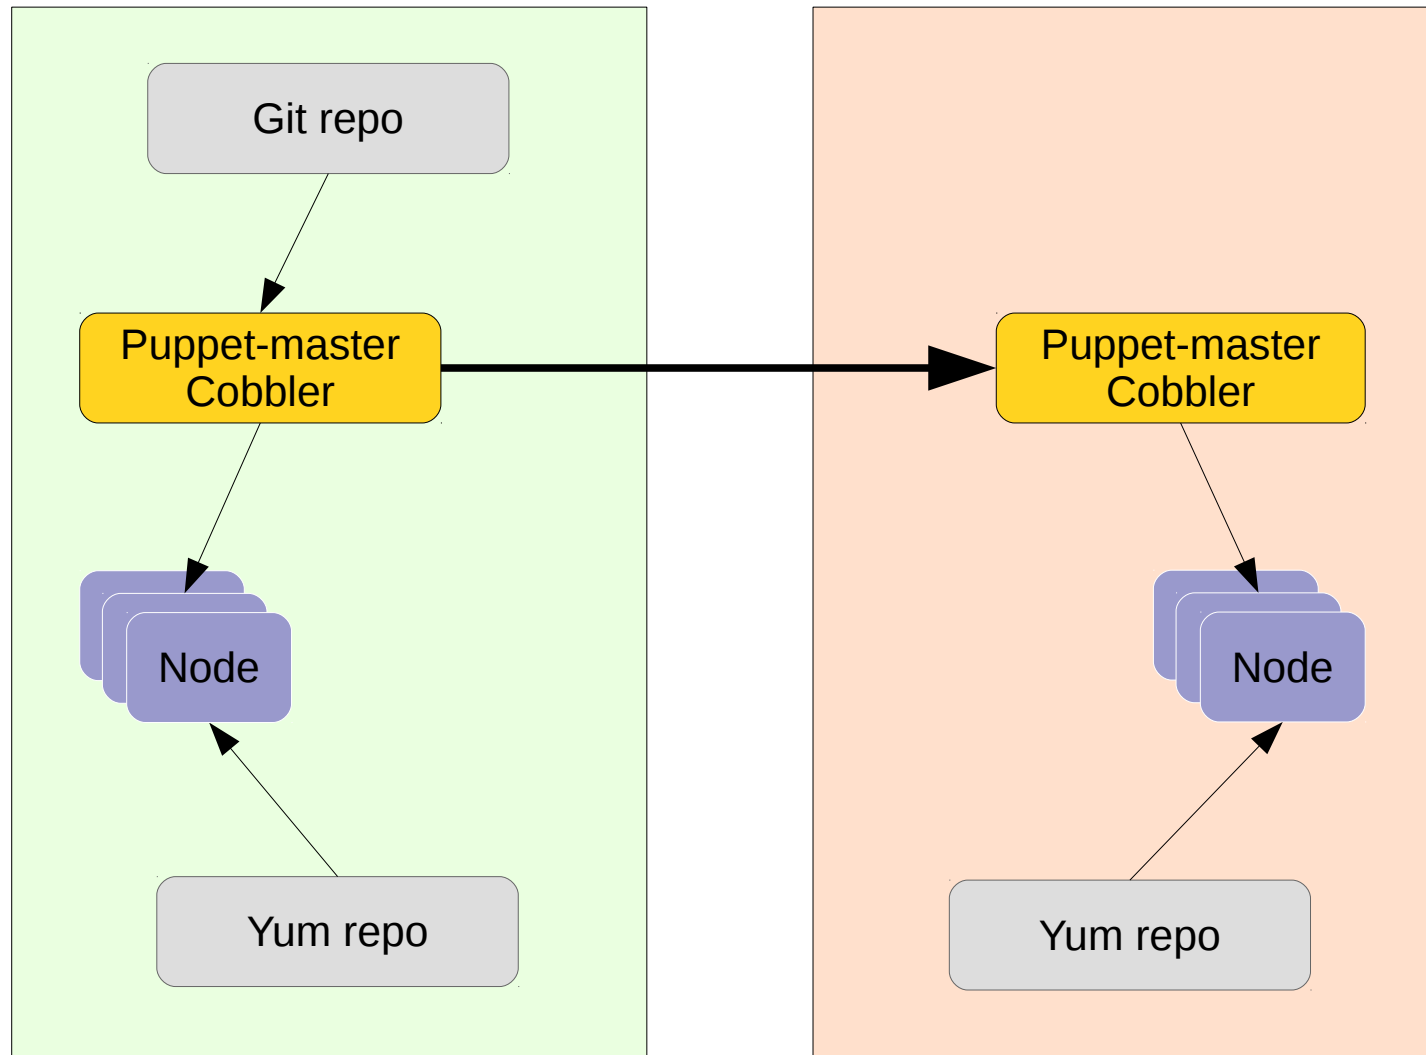 Git repo
Puppet-master
Cobbler
Puppet-master
Cobbler
Node
Node
Yum repo
Yum repo